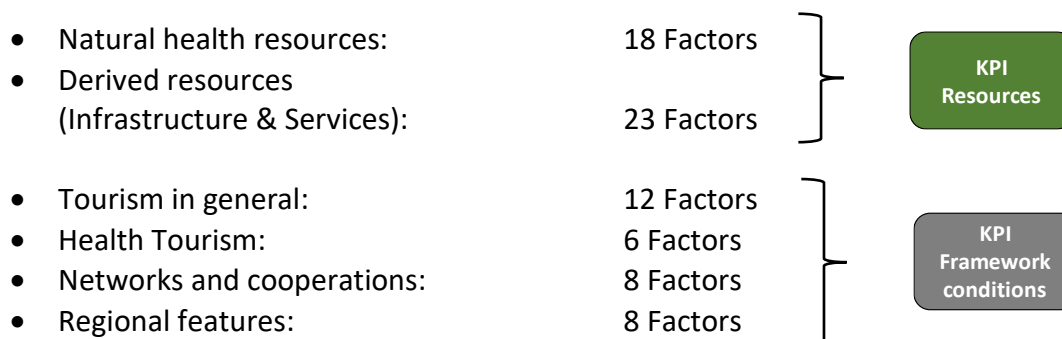 • Natural health resources: 18 Factors
• Derived resources
(Infrastructure & Services): 23 Factors
KPI
Resources
• Tourism in general: 12 Factors
• Health Tourism: 6 Factors
• Networks and cooperations: 8 Factors
• Regional features: 8 Factors
KPI
Framework
conditions